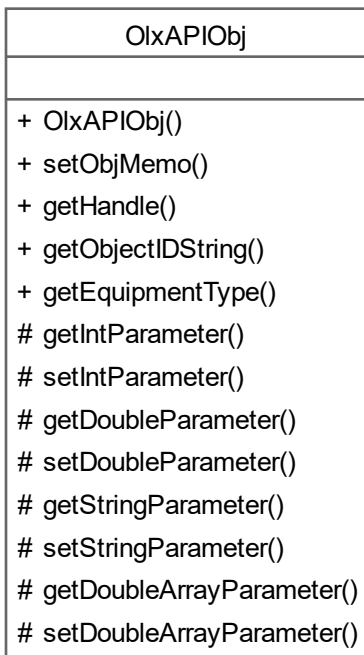 OlxAPIObj
+ OlxAPIObj()
+ setObjMemo()
+ getHandle()
+ getObjectIDString()
+ getEquipmentType()
# getIntParameter()
# setIntParameter()
# getDoubleParameter()
# setDoubleParameter()
# getStringParameter()
# setStringParameter()
# getDoubleArrayParameter()
# setDoubleArrayParameter()